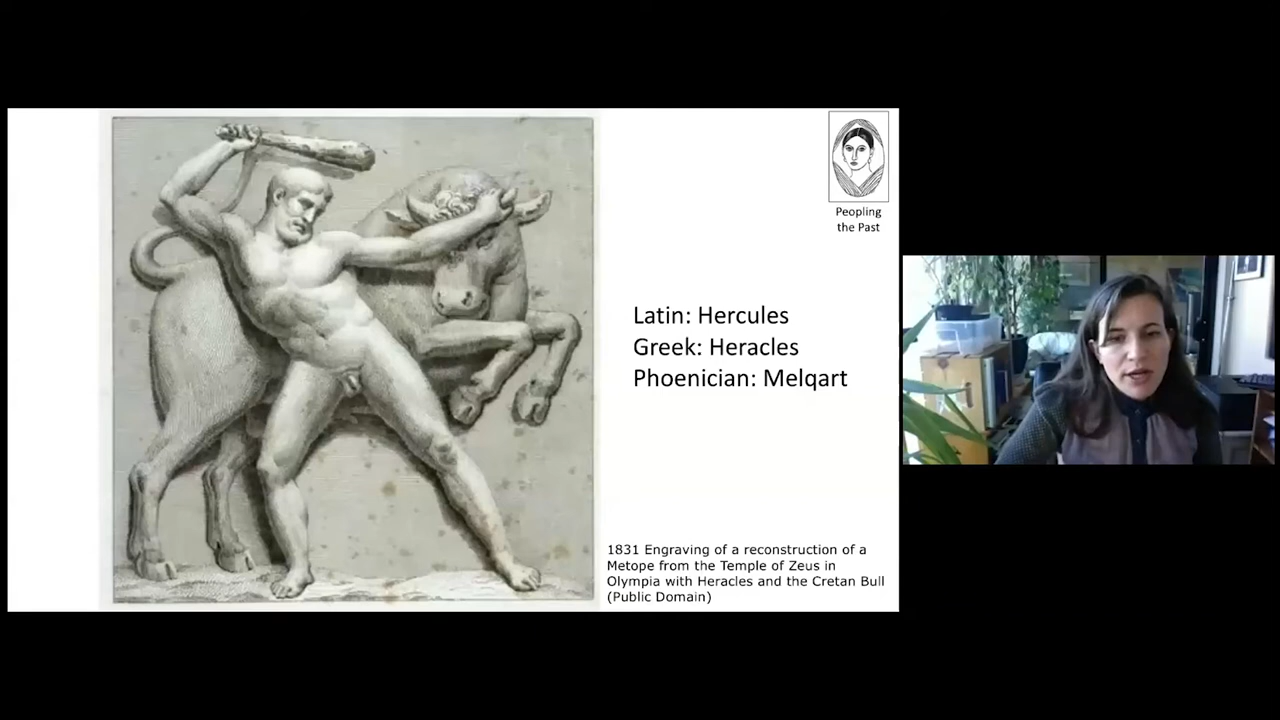 Peopling
the Past
Latin: Hercules
Greek: Heracles
Phoenician: Melqart
1831 Engraving of a reconstruction of a
Metope from the Temple of Zeus in
Olympia with Heracles and the Cretan Bull
(Public Domain)